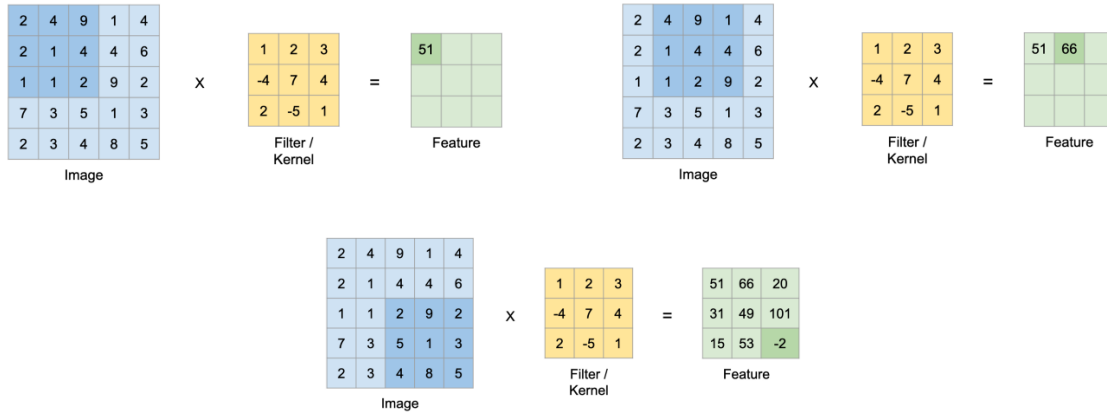 2 4 9 1 4
2 1 4 4 6
1 1 2 9 2
7 3 5 1 3
2 3 4 8 5
Image
x
1 2 3
-4 7 4
2 -5 1
Filter /
Kernel
=
51
Feature
2 4 9 1 4
2 1 4 4 6
1 1 2 9 2
7 3 5 1 3
2 3 4 8 5
Image
x
1 2 3
-4 7 4
2 -5 1
Filter /
Kernel
=
51 66
Feature
2 4 9 1 4
2 1 4 4 6
1 1 2 9 2
7 3 5 1 3
2 3 4 8 5
Image
x
1 2 3
-4 7 4
2 -5 1
Filter /
Kernel
=
51 66 20
31 49 101
15 53 -2
Feature